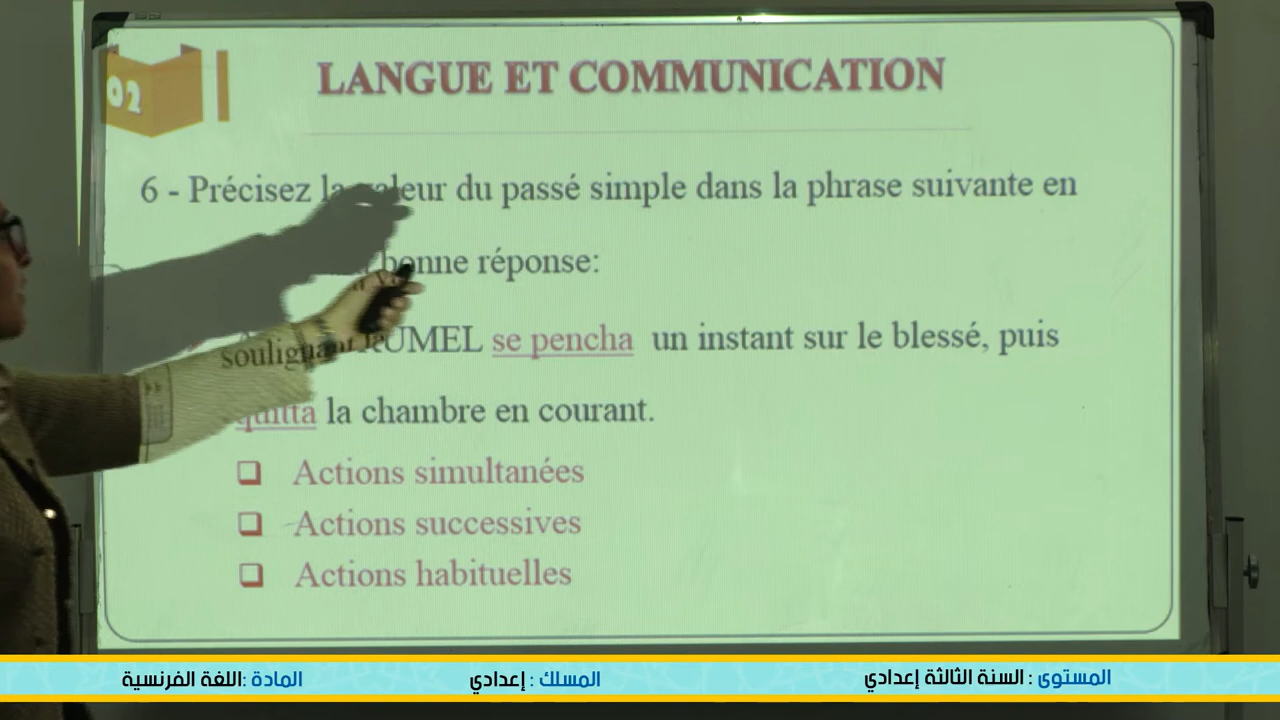 02
LANGUE ET COMMUNICATION
6 - Précisez la valeur du passé simple dans la phrase suivante en
soulignant bonne réponse:
UMEL se pencha un instant sur le blessé, puis
quitta la chambre en courant.
❑ Actions simultanées
❑ Actions successives
❑ Actions habituelles
المستوى : السنة الثالثة إعدادي
المسلك : إعدادي
المادة :اللغة الفرنسية